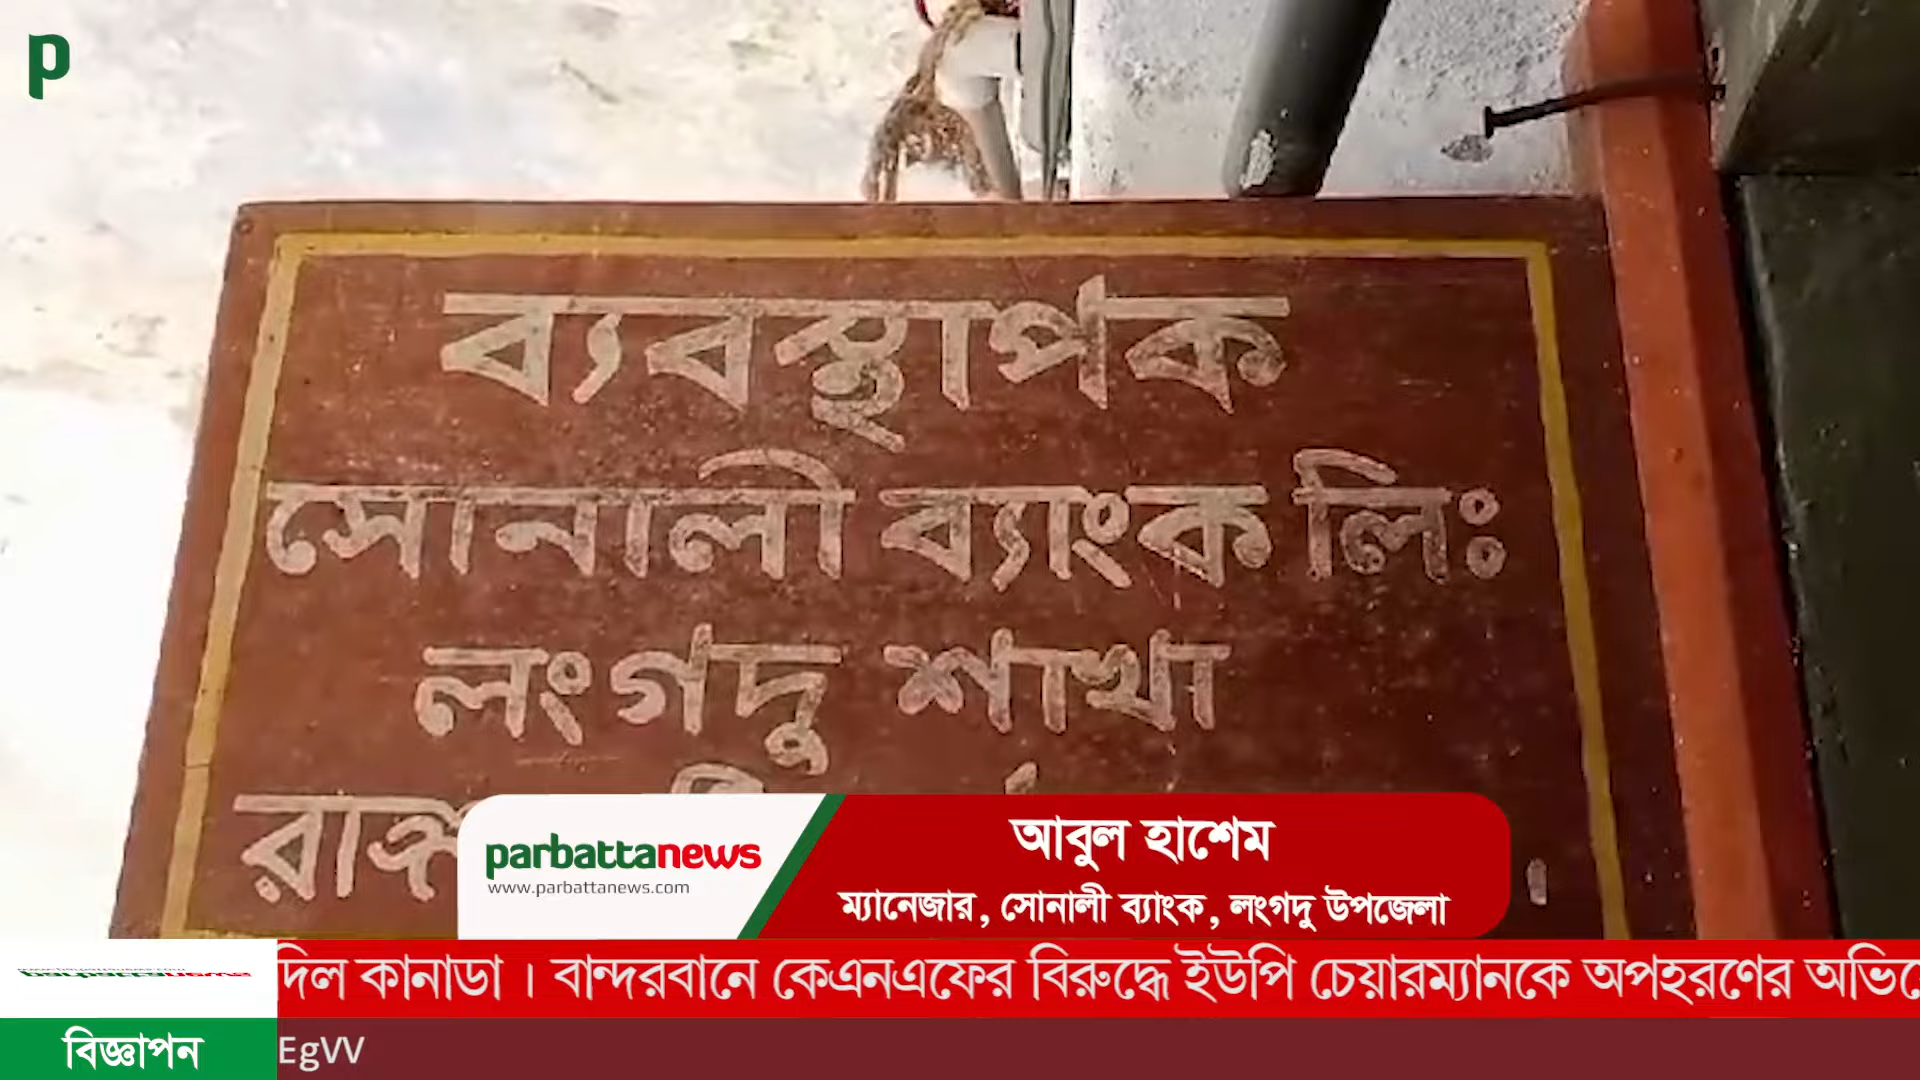 p
ব্যবস্থাপক
সোনালী ব্যাংক লিঃ
লংগদু শাখা
parbattanews
www.parbattanews.com
আবুল হাশেম
ম্যানেজার, সোনালী ব্যাংক, লংগদু উপজেলা
দিল কানাডা । বান্দরবানে কেএনএফের বিরুদ্ধে ইউপি চেয়ারম্যানকে অপহরণের
বিজ্ঞাপন
EgVV